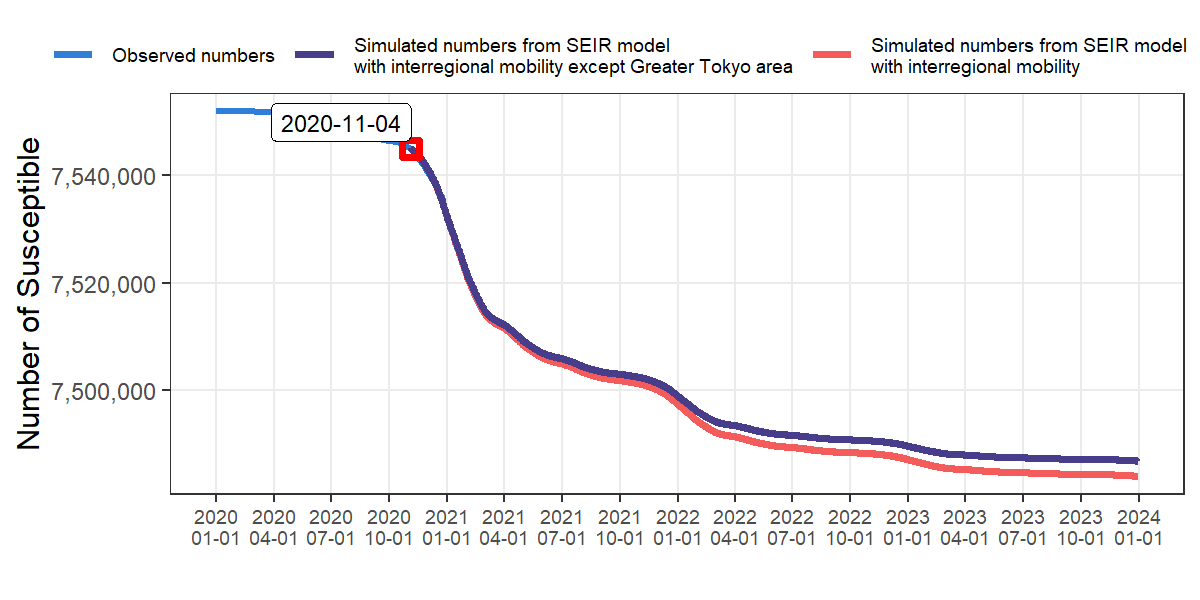 Observed numbers
Simulated numbers from SEIR model
with interregional mobility except Greater Tokyo area
Simulated numbers from SEIR model
with interregional mobility
2020-11-04
Number of Susceptible
7,540,000
7,520,000
7,500,000
2020 2020 2020 2020 2021 2021 2021 2021 2022 2022 2022 2022 2023 2023 2023 2023 2024
01-01 04-01 07-01 10-01 01-01 04-01 07-01 10-01 01-01 04-01 07-01 10-01 01-01 04-01 07-01 10-01 01-01